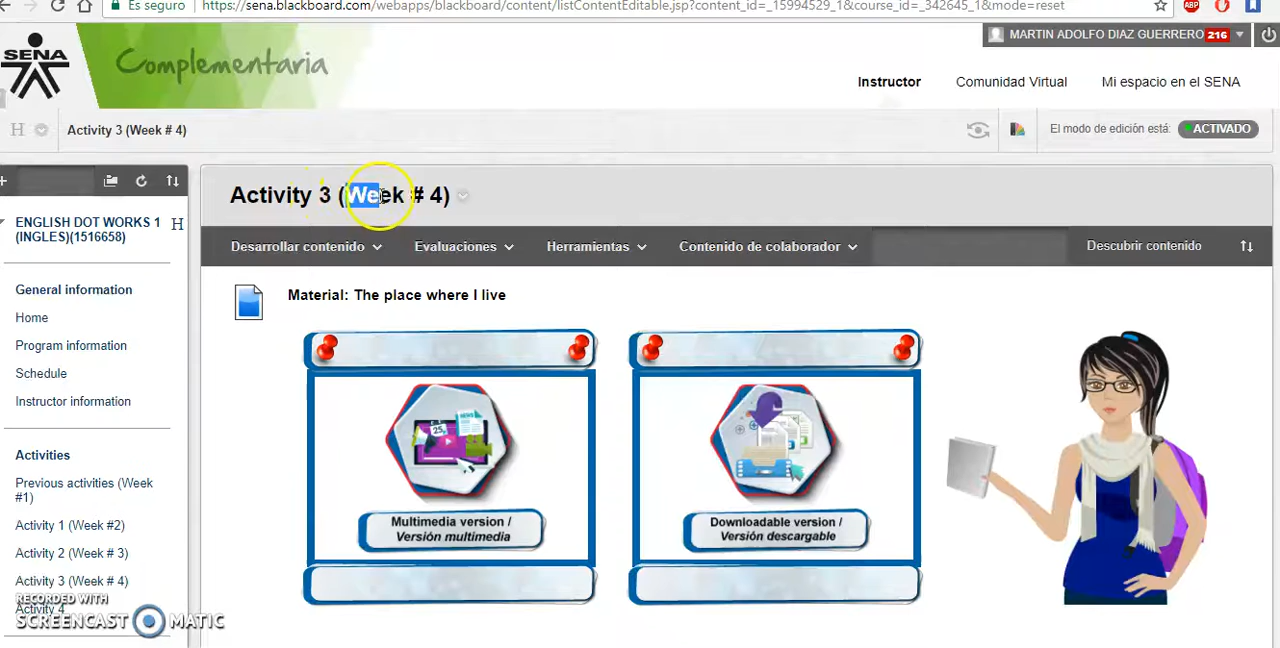 Es seguro
https://sena.blackboard.com/webapps/blackboard/content/listContentEditable.jsp?content_id=_15994529_1&course_id=_342645_1&mode=reset
ABP
SENA
Complementaria
MARTIN ADOLFO DIAZ GUERRERO 216
Instructor
Comunidad Virtual
Mi espacio en el SENA
H
Activity 3 (Week # 4)
El modo de edición está:
ACTIVADO
Activity 3 (Week # 4)
ENGLISH DOT WORKS 1
(INGLES)(1516658)
H
Desarrollar contenido
Evaluaciones
Herramientas
Contenido de colaborador
Descubrir contenido
General information
Home
Program information
Schedule
Instructor information
Activities
Previous activities (Week
#1)
Activity 1 (Week #2)
Activity 2 (Week # 3)
Activity 3 (Week # 4)
Activity 4
Material: The place where I live
Multimedia version /
Versión multimedia
Downloadable version /
Versión descargable
RECORDED WITH
SCREENCAST MATIC